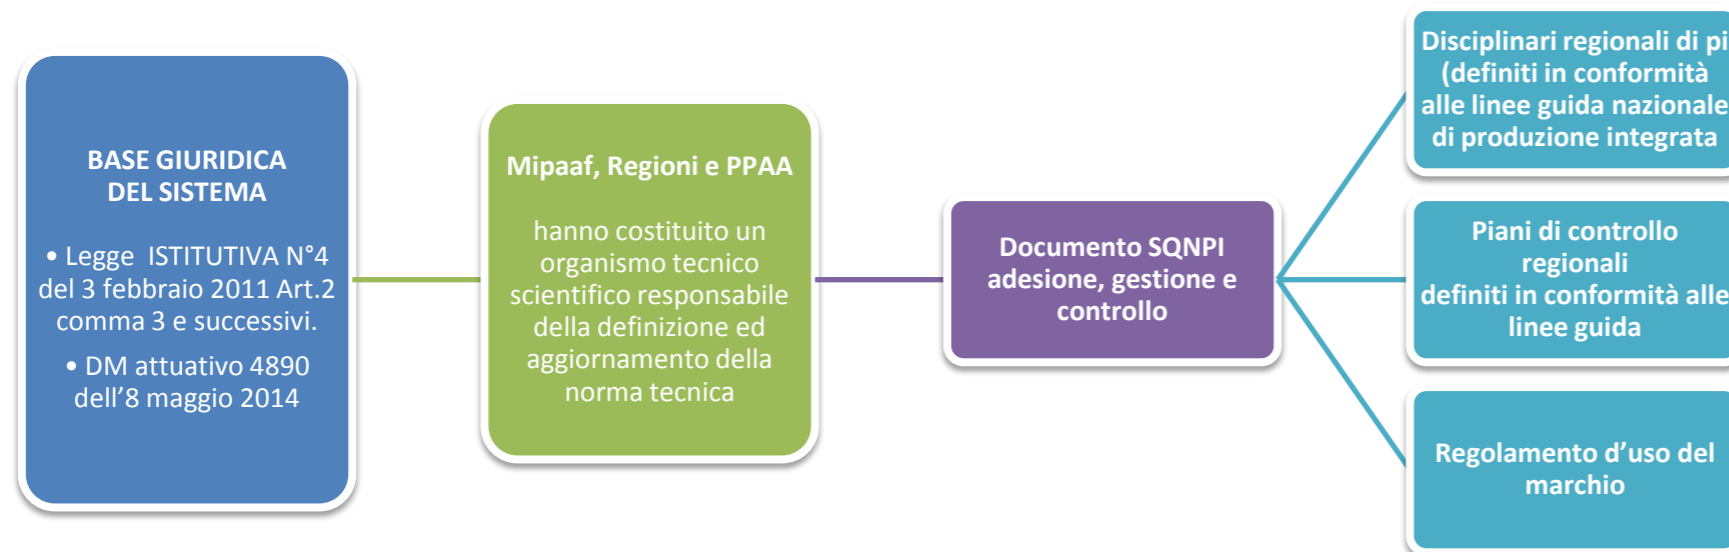 BASE GIURIDICA
DEL SISTEMA
• Legge ISTITUTIVA N°4
del 3 febbraio 2011 Art.2
comma 3 e successivi.
• DM attuativo 4890
dell'8 maggio 2014
Mipaaf, Regioni e PPAA
hanno costituito un
organismo tecnico
scientifico responsabile
della definizione ed
aggiornamento della
norma tecnica
Documento SQNPI
adesione, gestione e
controllo
Disciplinari regionali di pi
(definiti in conformità
alle linee guida nazionale
di produzione integrata
Piani di controllo
regionali
definiti in conformità alle
linee guida
Regolamento d'uso del
marchio